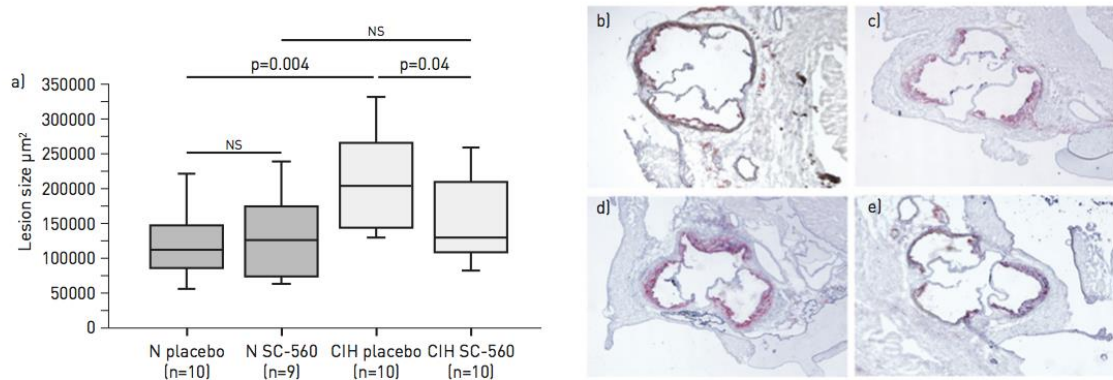 a)
350000
300000
250000
200000
150000
100000
50000
0
Lesion size µm²
NS
p=0.004
p=0.04
NS
N placebo
(n=10)
N SC-560
(n=9)
CIH placebo
(n=10)
CIH SC-560
(n=10)
b)
c)
d)
e)